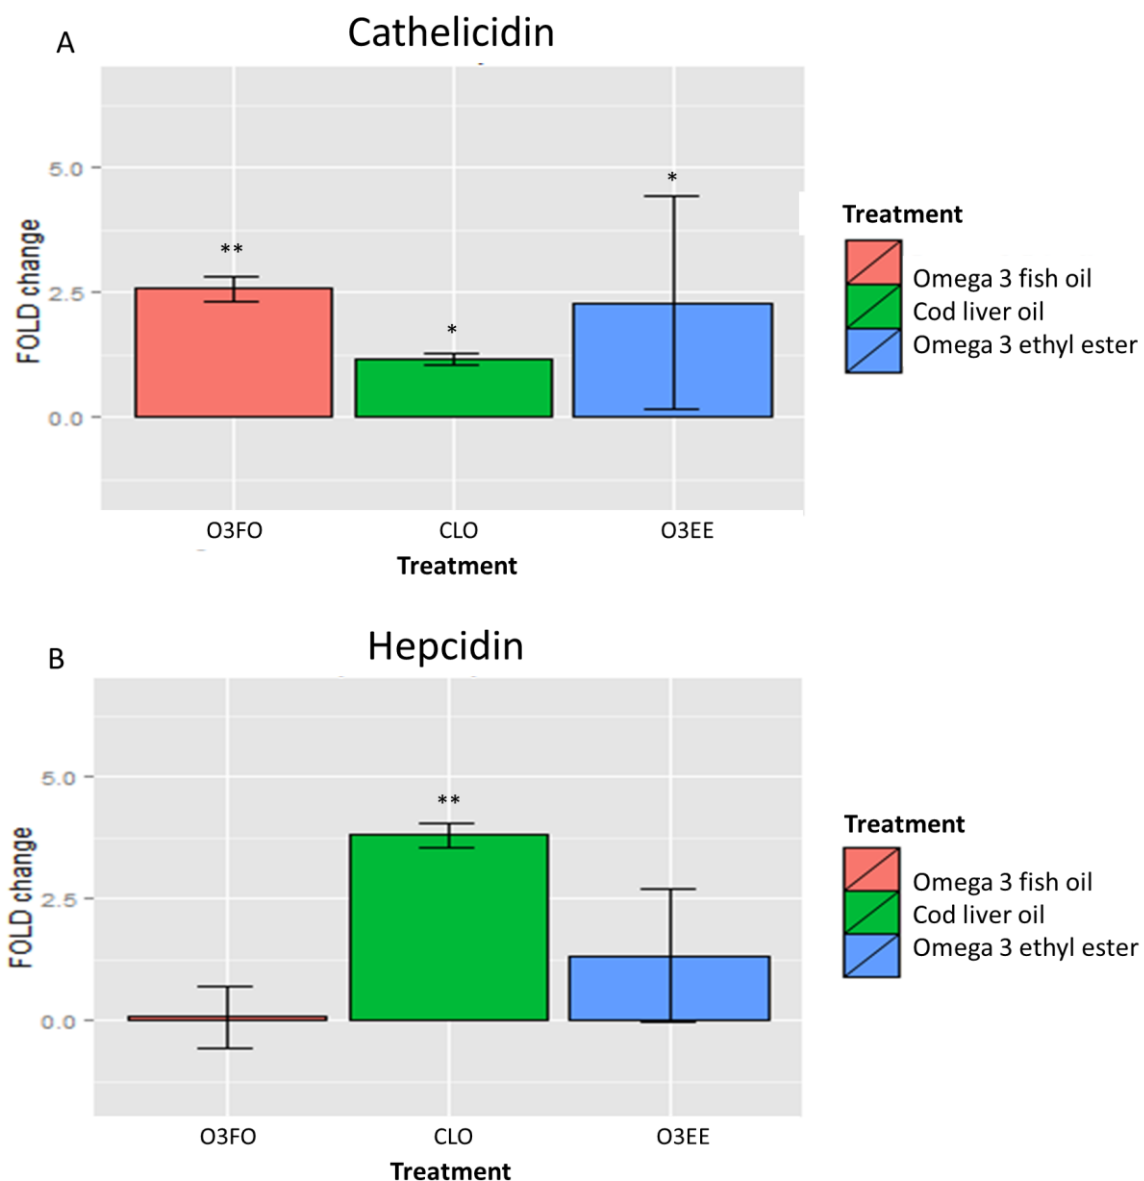 A
Cathelicidin
FOLD change
5.0
2.5
0.0
**
*
*
O3FO
CLO
O3EE
Treatment
Treatment
Omega 3 fish oil
Cod liver oil
Omega 3 ethyl ester
B
Hepcidin
FOLD change
5.0
2.5
0.0
**
O3FO
CLO
O3EE
Treatment
Treatment
Omega 3 fish oil
Cod liver oil
Omega 3 ethyl ester